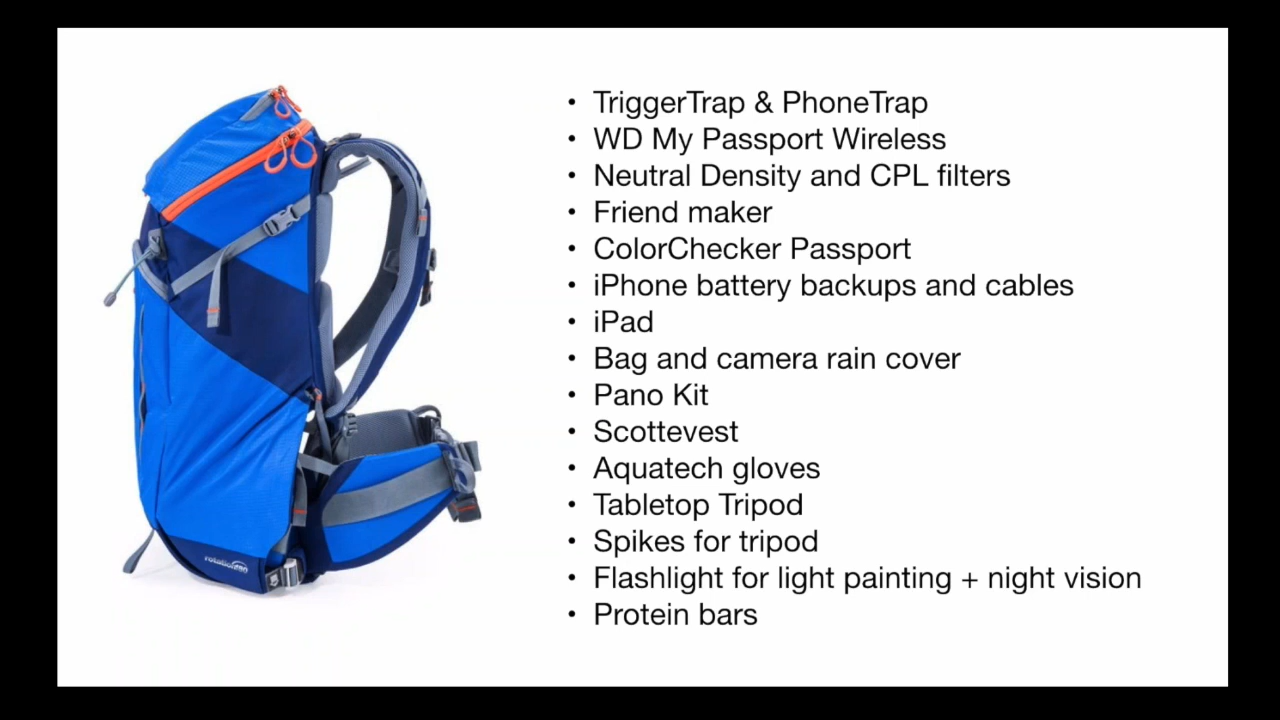 • TriggerTrap & PhoneTrap
• WD My Passport Wireless
• Neutral Density and CPL filters
• Friend maker
• ColorChecker Passport
• iPhone battery backups and cables
• iPad
• Bag and camera rain cover
• Pano Kit
• Scottevest
• Aquatech gloves
• Tabletop Tripod
• Spikes for tripod
• Flashlight for light painting + night vision
• Protein bars